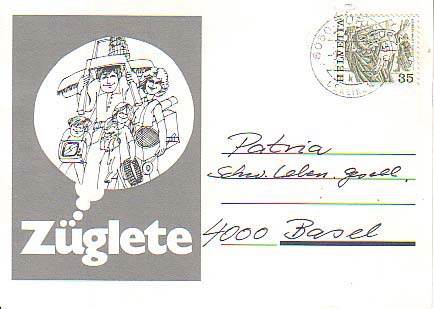 HELVETIA
35
Patria
Schw. Leben. Gesell.
4000 Basel
Züglete